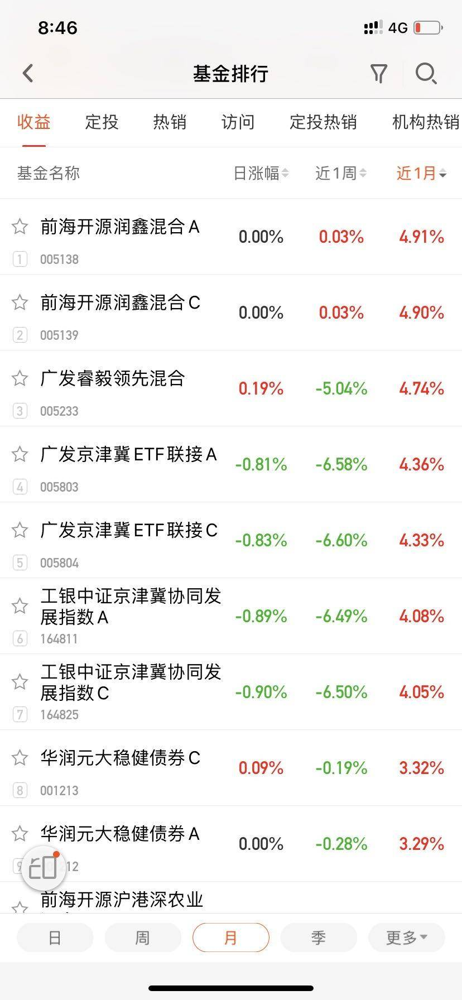 8:46
4G
基金排行
收益 定投 热销 访问 定投热销 机构热销
基金名称 日涨幅 近1周 近1月
前海开源润鑫混合A
0.00% 0.03% 4.91%
1 005138
前海开源润鑫混合C
0.00% 0.03% 4.90%
2 005139
广发睿毅领先混合
0.19% -5.04% 4.74%
3 005233
广发京津冀ETF联接A
-0.81% -6.58% 4.36%
4 005803
广发京津冀ETF联接C
-0.83% -6.60% 4.33%
5 005804
工银中证京津冀协同发
展指数A
-0.89% -6.49% 4.08%
6 164811
工银中证京津冀协同发
展指数C
-0.90% -6.50% 4.05%
7 164825
华润元大稳健债券C
0.09% -0.19% 3.32%
8 001213
华润元大稳健债券A
0.00% -0.28% 3.29%
9 12
前海开源沪港深农业
日 周 月 季 更多